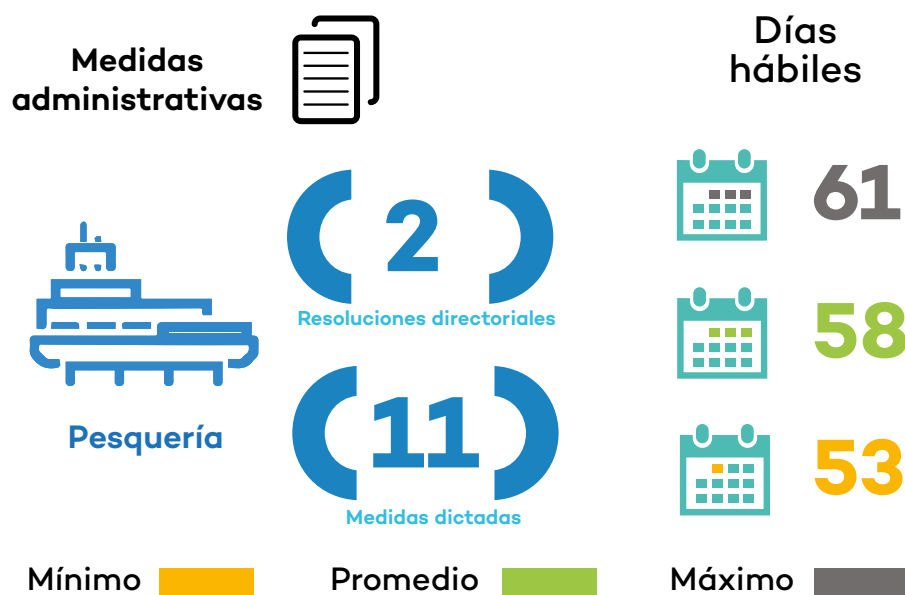 Medidas
administrativas
Días
hábiles
2
Resoluciones directoriales
11
Medidas dictadas
Pesquería
61
58
53
Mínimo
Promedio
Máximo